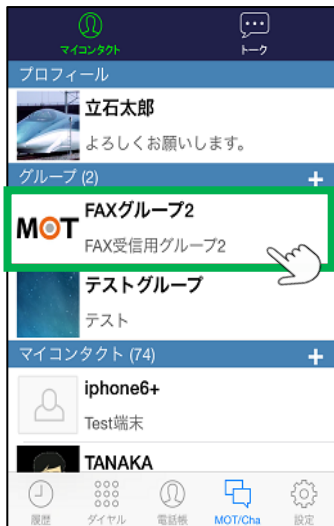 マイコンタクト
トーク
プロフィール
立石太郎
よろしくお願いします。
グループ (2)
+
MOT
FAXグループ2
FAX受信用グループ2
テストグループ
テスト
マイコンタクト (74)
+
iphone6+
Test端末
TANAKA
履歴
ダイヤル
電話帳
MOT/Cha
設定